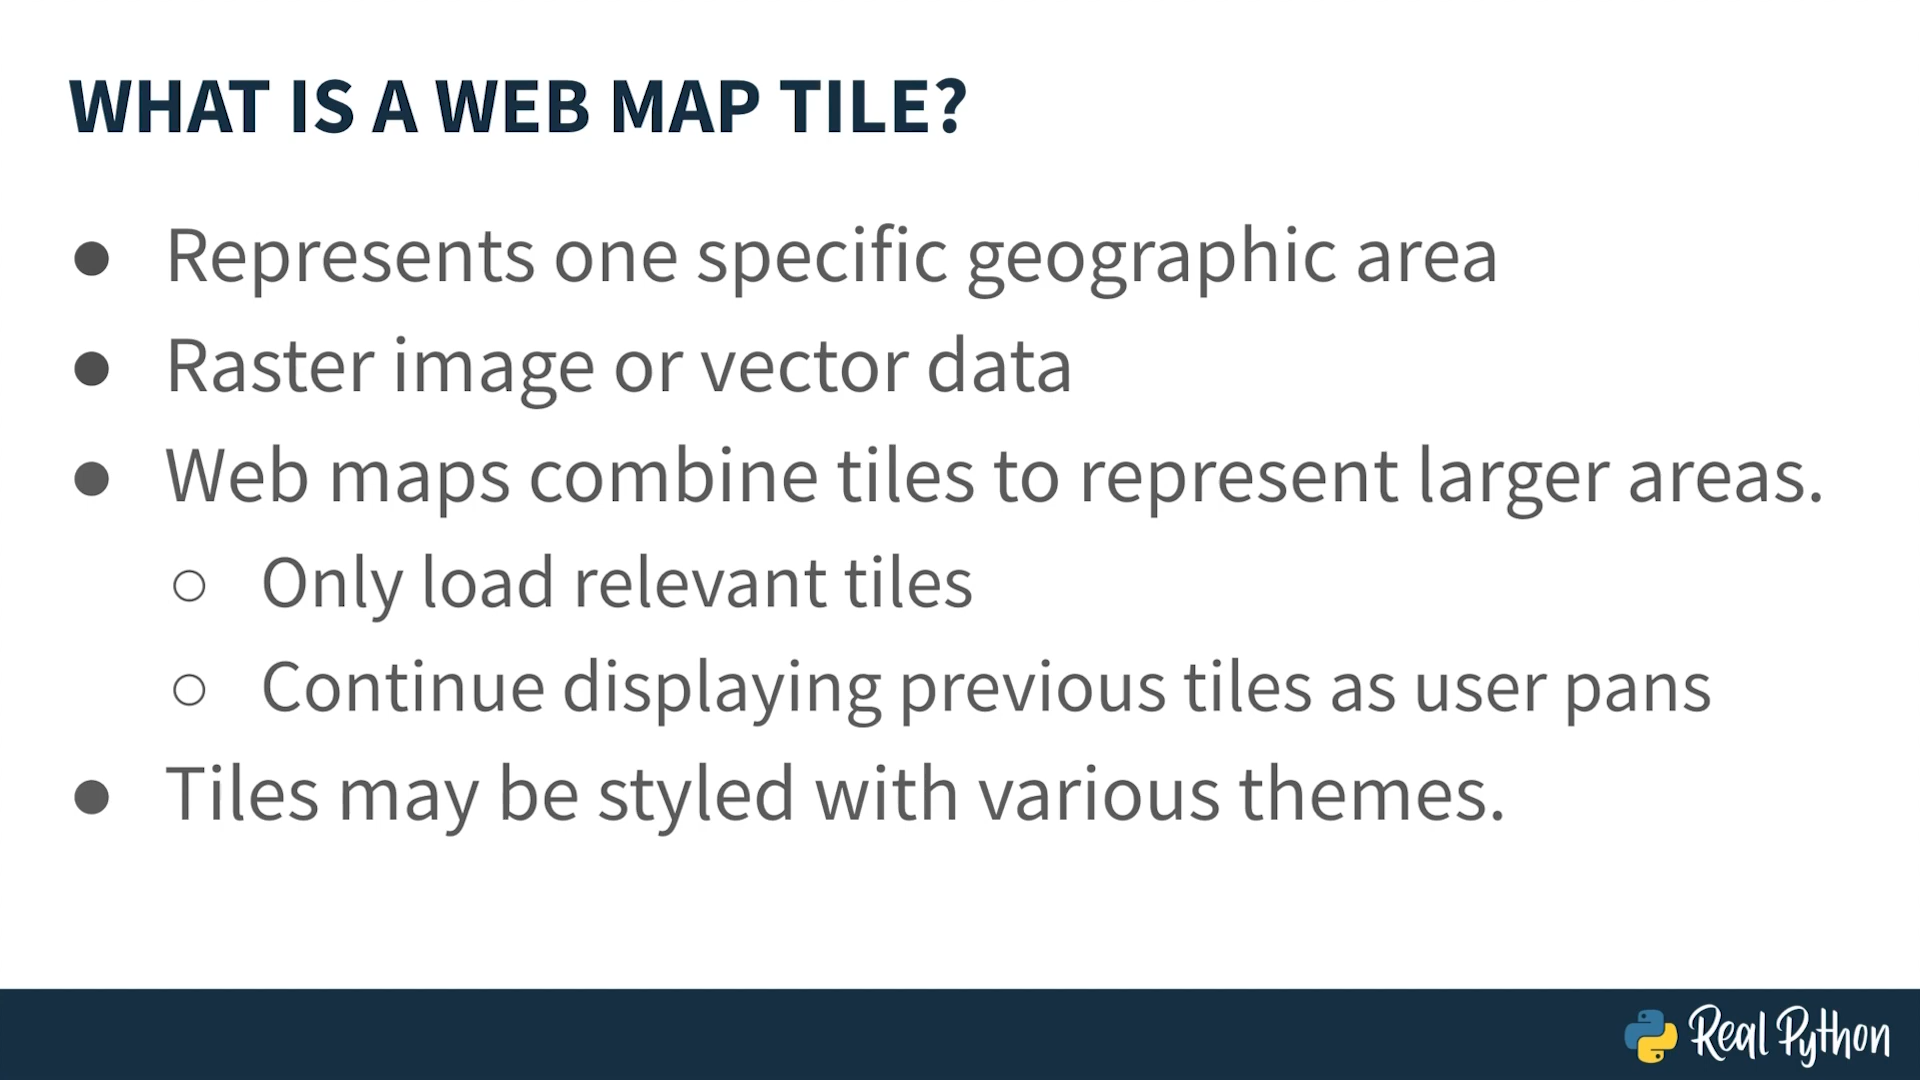 WHAT IS A WEB MAP TILE?
● Represents one specific geographic area
● Raster image or vector data
● Web maps combine tiles to represent larger areas.
○ Only load relevant tiles
○ Continue displaying previous tiles as user pans
● Tiles may be styled with various themes.
Real Python